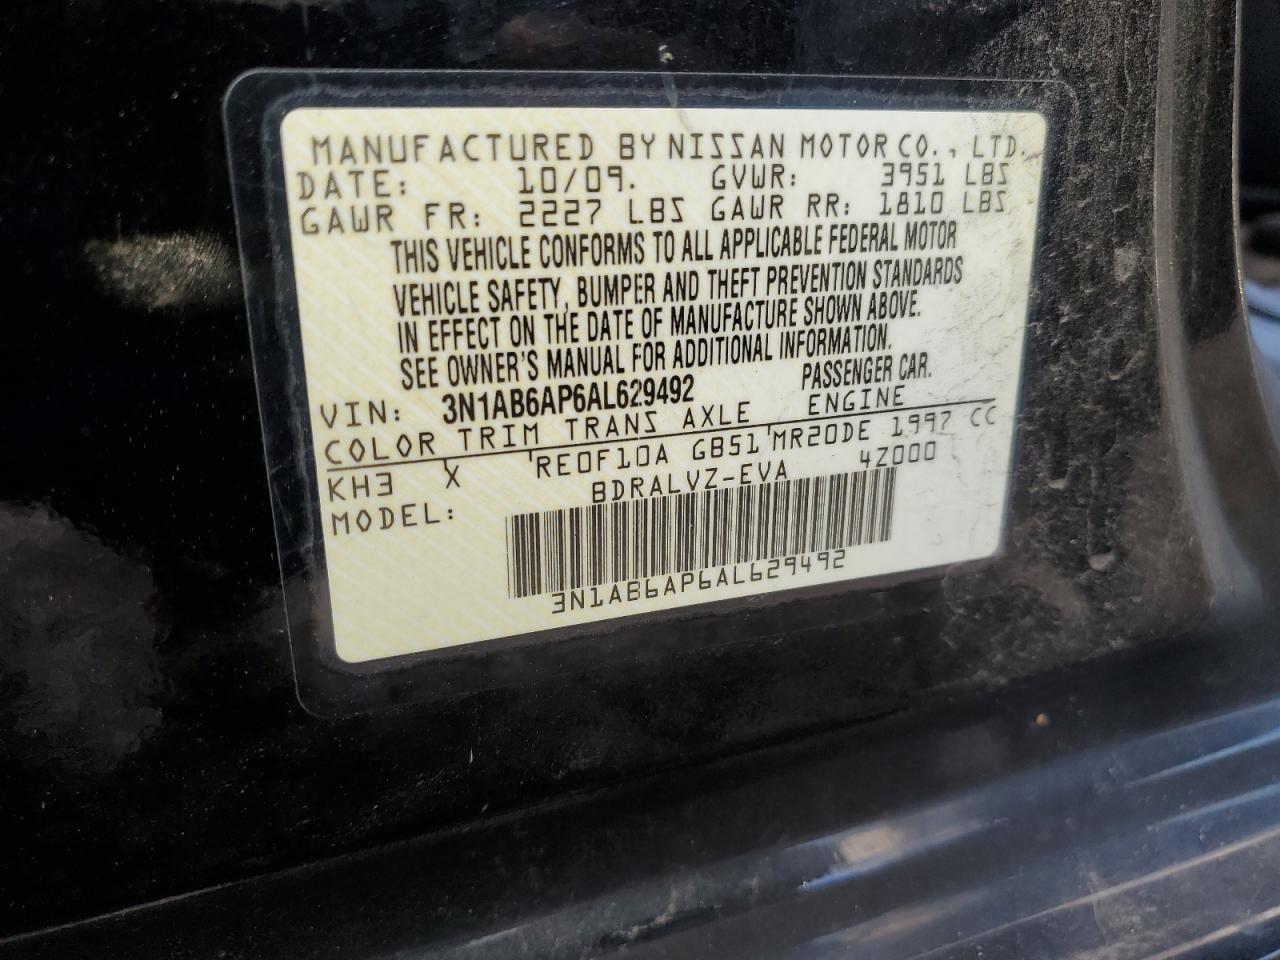 MANUFACTURED BY NISSAN MOTOR CO., LTD.
DATE: 10/09. GVWR: 3951 LBS
GAWR FR: 2227 LBS GAWR RR: 1810 LBS
THIS VEHICLE CONFORMS TO ALL APPLICABLE FEDERAL MOTOR
VEHICLE SAFETY, BUMPER AND THEFT PREVENTION STANDARDS
IN EFFECT ON THE DATE OF MANUFACTURE SHOWN ABOVE.
SEE OWNER'S MANUAL FOR ADDITIONAL INFORMATION.
VIN: 3N1AB6AP6AL629492 PASSENGER CAR.
COLOR TRIM TRANS AXLE ENGINE
KH3 X RE0F10A GB51 MR20DE 1997 CC
MODEL: BDRALVZ-EVA 4Z000
3N1AB6AP6AL629492